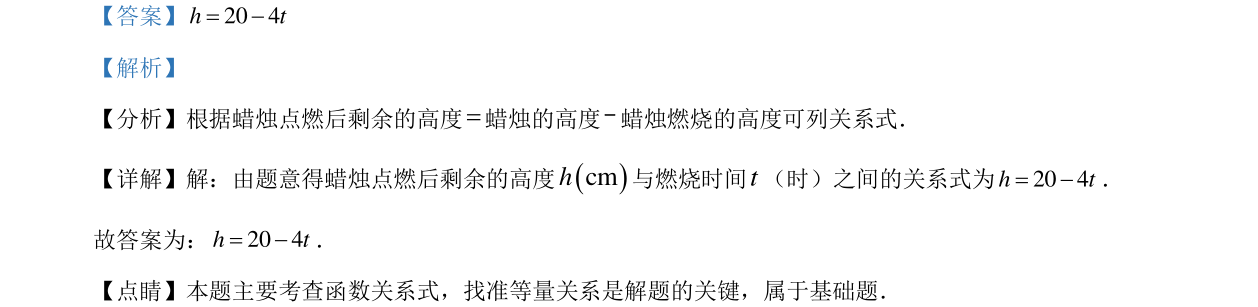 【答案】h=20-4t
【解析】
【分析】根据蜡烛点燃后剩余的高度=蜡烛的高度-蜡烛燃烧的高度可列关系式．
【详解】解：由题意得蜡烛点燃后剩余的高度h(cm)与燃烧时间t（时）之间的关系式为h=20-4t．
故答案为：h=20-4t．
【点睛】本题主要考查函数关系式，找准等量关系是解题的关键，属于基础题．